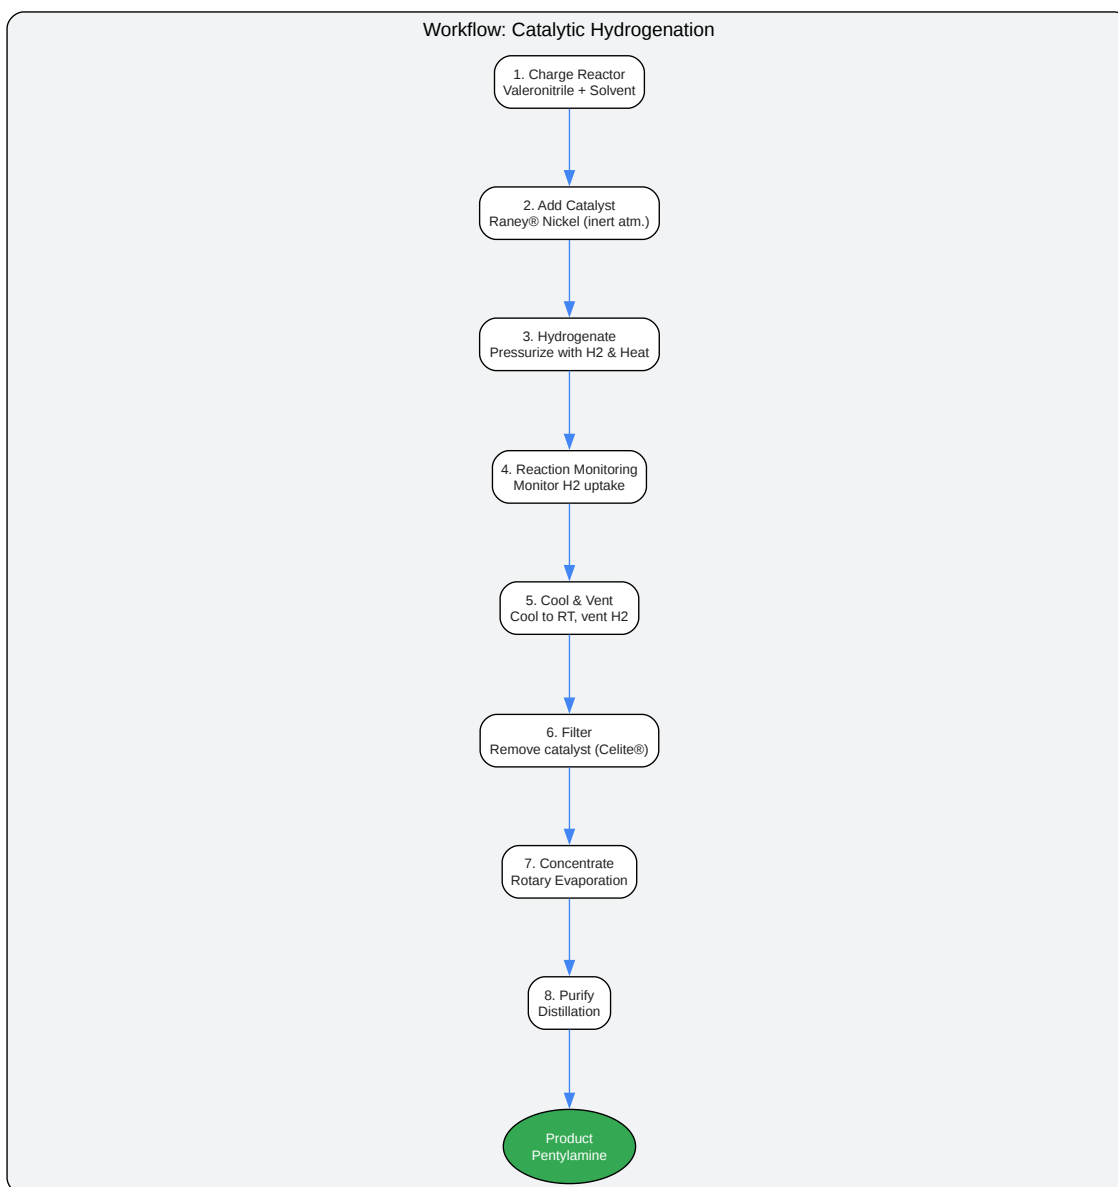 Workflow: Catalytic Hydrogenation
1. Charge Reactor
Valeronitrile + Solvent
2. Add Catalyst
Raney® Nickel (inert atm.)
3. Hydrogenate
Pressurize with H2 & Heat
4. Reaction Monitoring
Monitor H2 uptake
5. Cool & Vent
Cool to RT, vent H2
6. Filter
Remove catalyst (Celite®)
7. Concentrate
Rotary Evaporation
8. Purify
Distillation
Product
Pentylamine